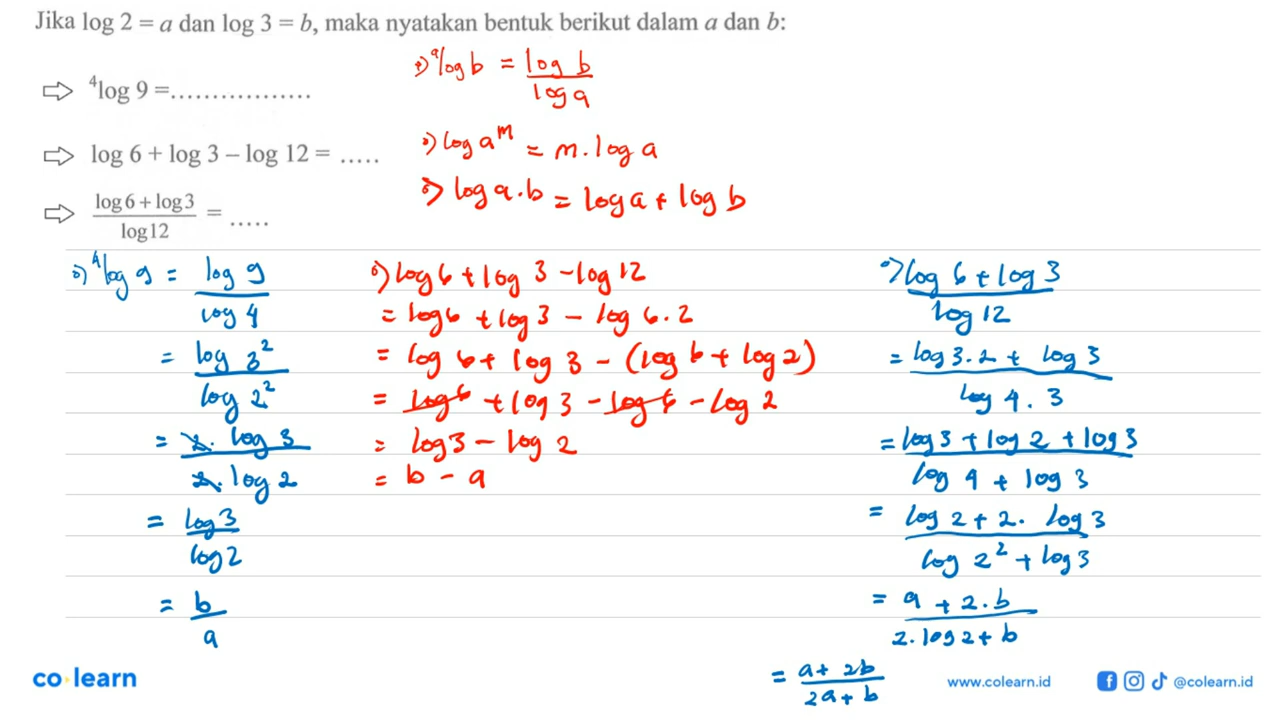 Jika log 2 = a dan log 3 = b, maka nyatakan bentuk berikut dalam a dan b:
⇨ ⁴log 9 =.................
⇨ log 6 + log 3 – log 12 = .....
⇨ (log 6 + log 3)/(log 12) = .....
°) ᵃlog b = (log b)/(log a)
°) log aᵐ = m . log a
°) log a . b = log a + log b
°) ⁴log 9 = (log 9)/(log 4)
= (log 3²)/(log 2²)
= (2 . log 3)/(2 . log 2)
= (log 3)/(log 2)
= b/a
°) log 6 + log 3 - log 12
= log 6 + log 3 - log 6 . 2
= log 6 + log 3 - (log 6 + log 2)
= log 6 + log 3 - log 6 - log 2
= log 3 - log 2
= b - a
°) (log 6 + log 3)/(log 12)
= (log 3 . 2 + log 3)/(log 4 . 3)
= (log 3 + log 2 + log 3)/(log 4 + log 3)
= (log 2 + 2 . log 3)/(log 2² + log 3)
= (a + 2 . b)/(2 . log 2 + b)
= (a + 2b)/(2a + b)
co learn
www.colearn.id
@colearn.id